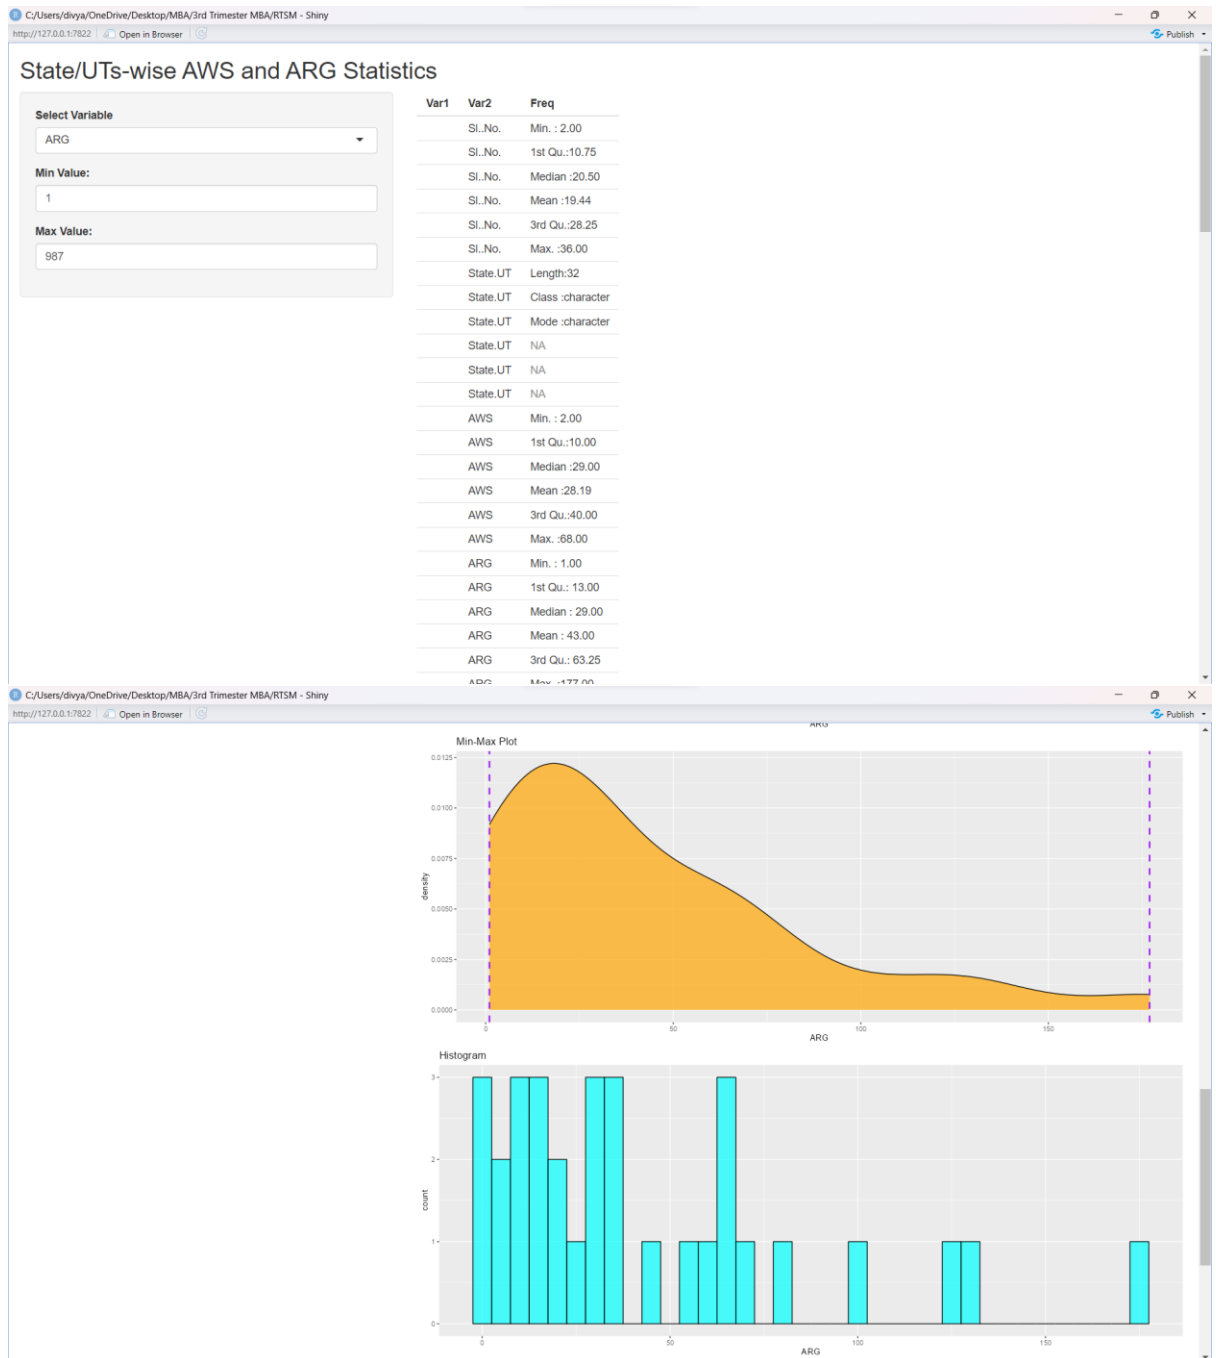 C:/Users/divya/OneDrive/Desktop/MBA/3rd Trimester MBA/RTSM - Shiny
http://127.0.0.1:7822 Open in Browser Publish
State/UTs-wise AWS and ARG Statistics
Select Variable
ARG
Min Value:
1
Max Value:
987
Var1 Var2 Freq
Sl..No. Min. : 2.00
Sl..No. 1st Qu.:10.75
Sl..No. Median :20.50
Sl..No. Mean :19.44
Sl..No. 3rd Qu.:28.25
Sl..No. Max. :36.00
State.UT Length:32
State.UT Class :character
State.UT Mode :character
State.UT NA
State.UT NA
State.UT NA
AWS Min. : 2.00
AWS 1st Qu.:10.00
AWS Median :29.00
AWS Mean :28.19
AWS 3rd Qu.:40.00
AWS Max. :68.00
ARG Min. : 1.00
ARG 1st Qu.: 13.00
ARG Median : 29.00
ARG Mean : 43.00
ARG 3rd Qu.: 63.25
ARG Max. :177.00
C:/Users/divya/OneDrive/Desktop/MBA/3rd Trimester MBA/RTSM - Shiny
http://127.0.0.1:7822 Open in Browser Publish
ARG
Min-Max Plot
0.0125
0.0100
0.0075
density
0.0050
0.0025
0.0000
0 50 100 150
ARG
Histogram
3
2
count
1
0
0 50 100 150
ARG